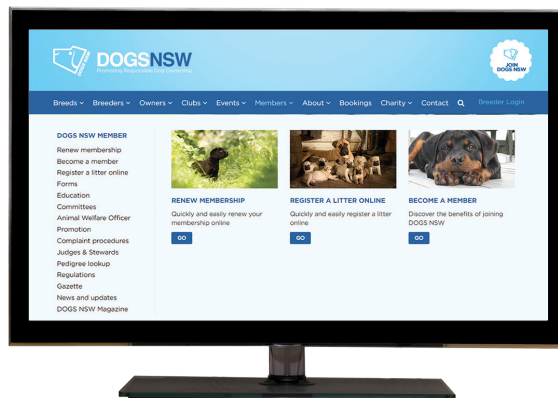 DOGS NSW
DOGSNSW
Promoting Responsible Dog Ownership
JOIN
DOGS NSW
Breeds Breeders Owners Clubs Events Members About Bookings Charity Contact Breeder Login
DOGS NSW MEMBER
Renew membership
Become a member
Register a litter online
Forms
Education
Committees
Animal Welfare Officer
Promotion
Complaint procedures
Judges & Stewards
Pedigree lookup
Regulations
Gazette
News and updates
DOGS NSW Magazine
RENEW MEMBERSHIP
Quickly and easily renew your
membership online
GO
REGISTER A LITTER ONLINE
Quickly and easily register a litter
online
GO
BECOME A MEMBER
Discover the benefits of joining
DOGS NSW
GO